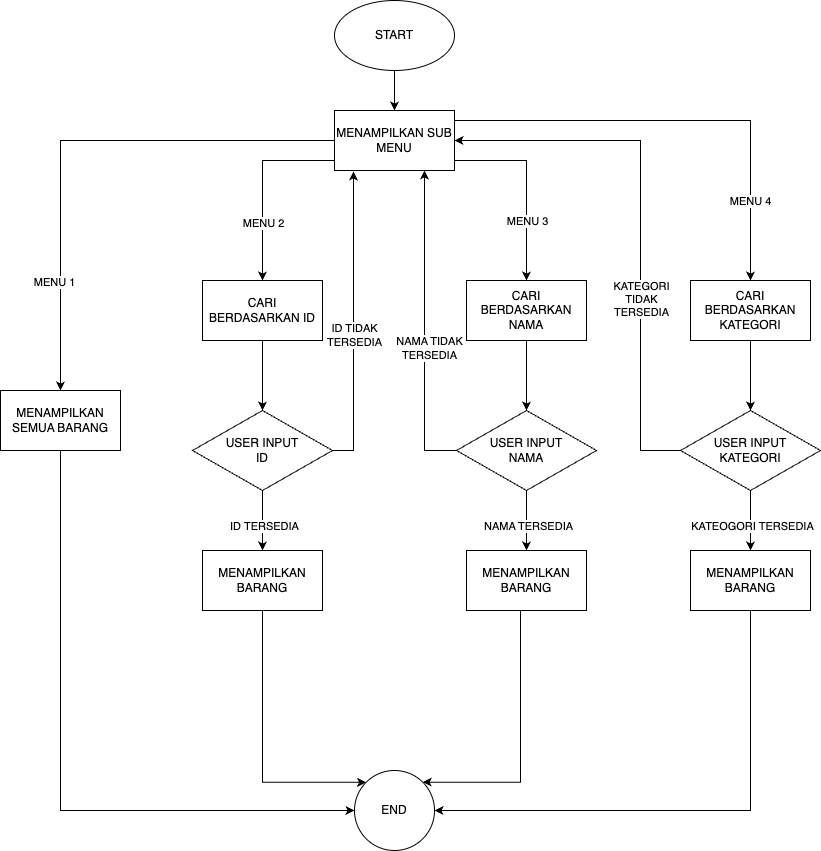 START
MENAMPILKAN SUB
MENU
MENU 4
MENU 2
MENU 3
MENU 1
CARI
BERDASARKAN ID
CARI
BERDASARKAN
NAMA
KATEGORI
TIDAK
TERSEDIA
CARI
BERDASARKAN
KATEGORI
ID TIDAK
TERSEDIA
NAMA TIDAK
TERSEDIA
MENAMPILKAN
SEMUA BARANG
USER INPUT
ID
USER INPUT
NAMA
USER INPUT
KATEGORI
ID TERSEDIA
NAMA TERSEDIA
KATEOGORI TERSEDIA
MENAMPILKAN
BARANG
MENAMPILKAN
BARANG
MENAMPILKAN
BARANG
END